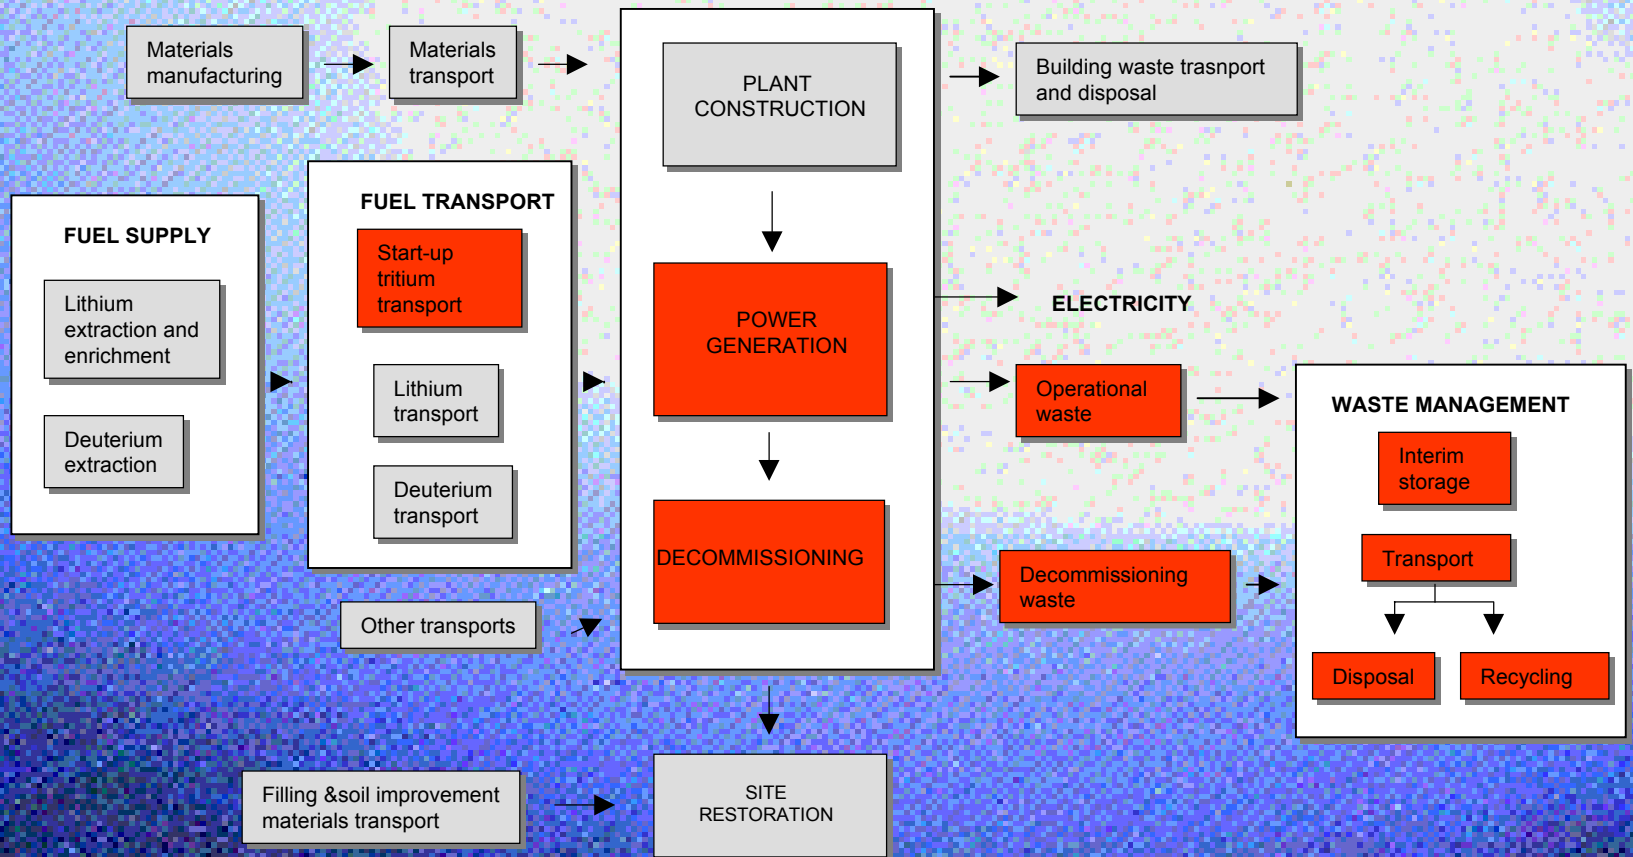 Materials
manufacturing
Materials
transport
PLANT
CONSTRUCTION
Building waste trasnport
and disposal
FUEL SUPPLY
Lithium
extraction and
enrichment
Deuterium
extraction
FUEL TRANSPORT
Start-up
tritium
transport
Lithium
transport
Deuterium
transport
POWER
GENERATION
ELECTRICITY
Operational
waste
DECOMMISSIONING
Decommissioning
waste
WASTE MANAGEMENT
Interim
storage
Transport
Disposal
Recycling
Other transports
Filling &soil improvement
materials transport
SITE
RESTORATION